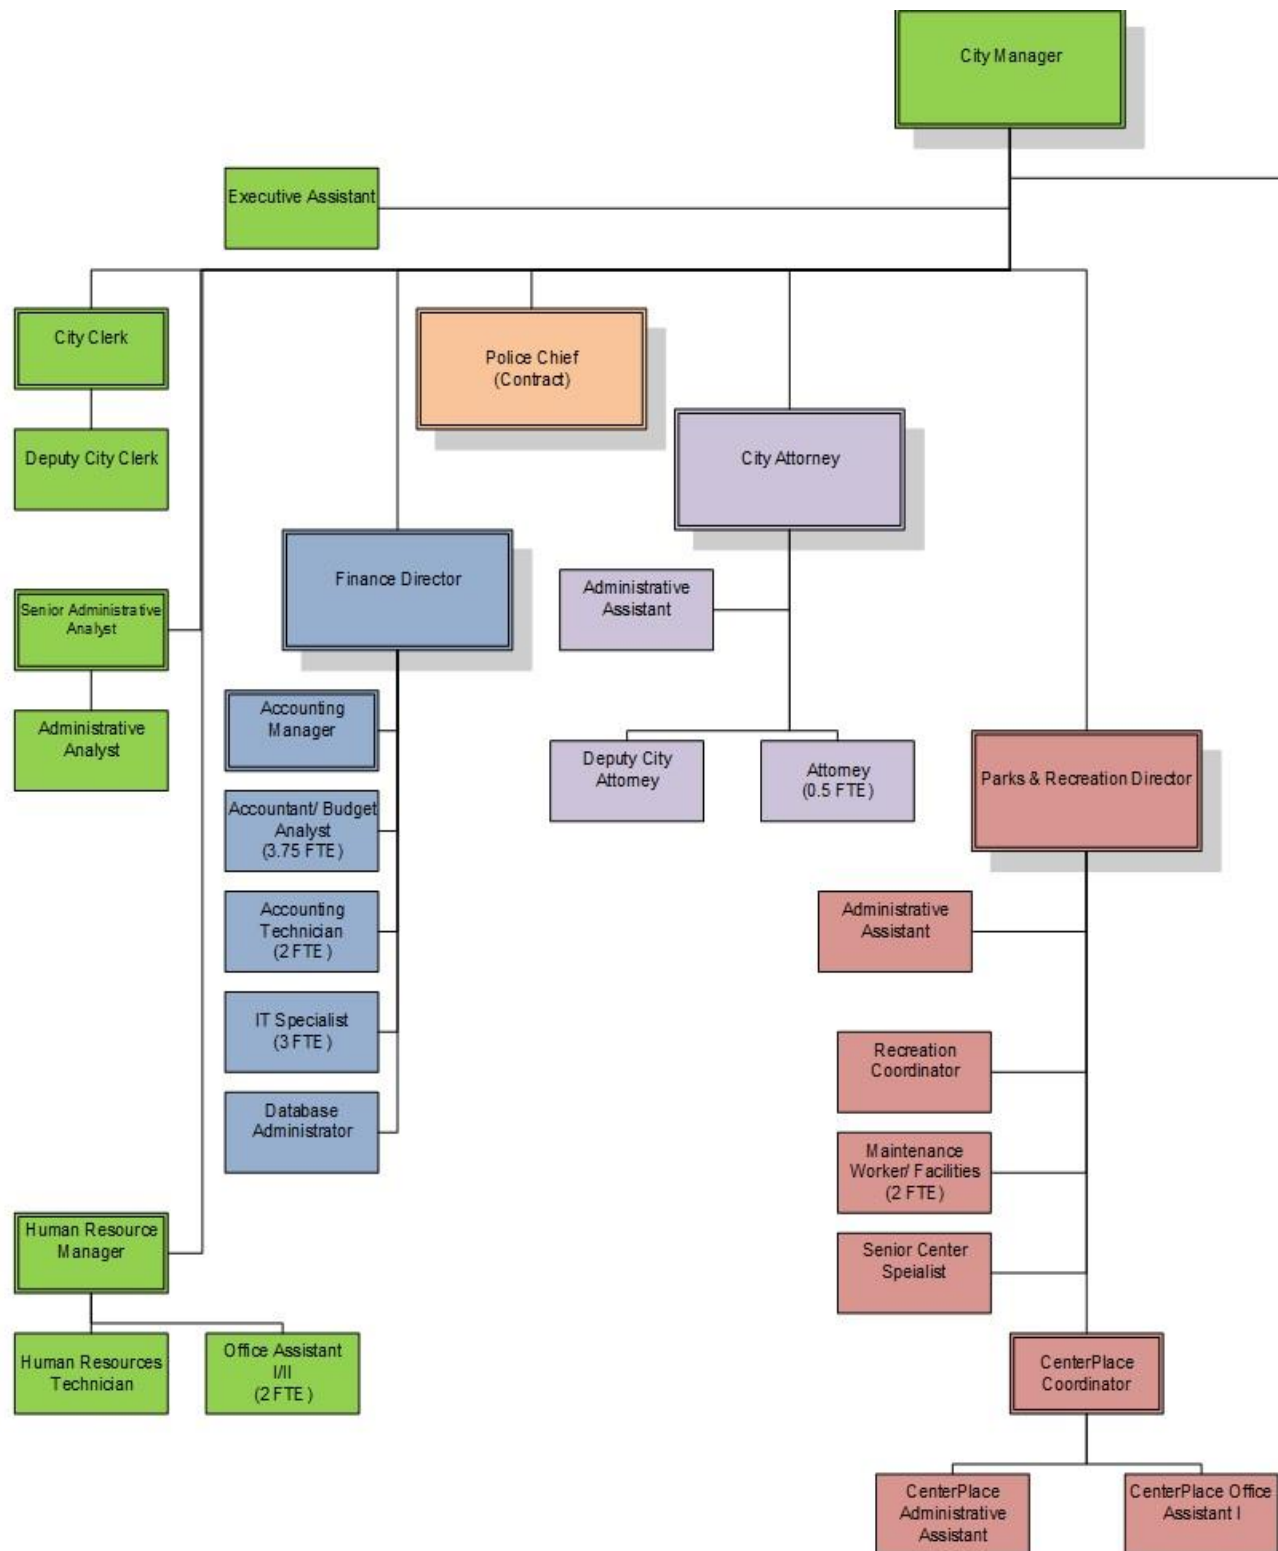 City Manager
Executive Assistant
City Clerk
Police Chief
(Contract)
Deputy City Clerk
City Attorney
Finance Director
Senior Administrative
Analyst
Administrative
Assistant
Administrative
Analyst
Accounting
Manager
Deputy City
Attorney
Attorney
(0.5 FTE)
Parks & Recreation Director
Accountant/ Budget
Analyst
(3.75 FTE)
Accounting
Technician
(2 FTE)
Administrative
Assistant
IT Specialist
(3 FTE)
Recreation
Coordinator
Database
Administrator
Maintenance
Worker/ Facilities
(2 FTE)
Human Resource
Manager
Senior Center
Speialist
Human Resources
Technician
Office Assistant
I/II
(2 FTE)
CenterPlace
Coordinator
CenterPlace
Administrative
Assistant
CenterPlace Office
Assistant I